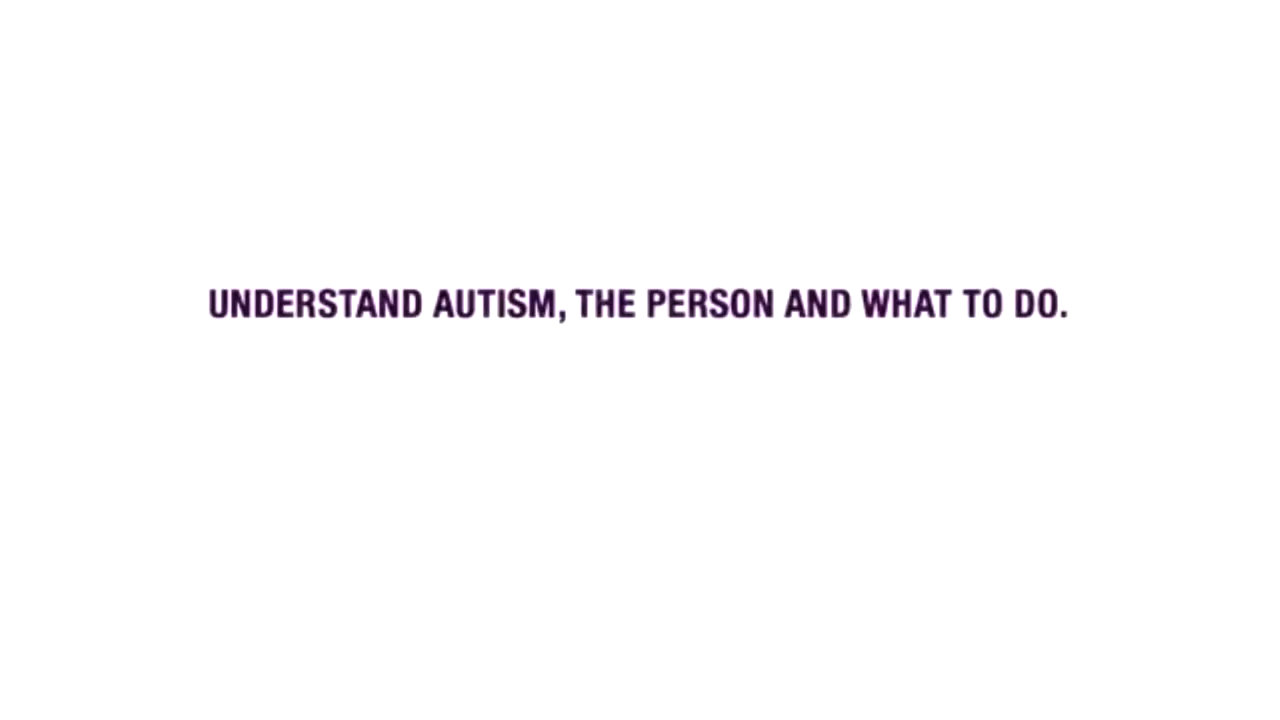 UNDERSTAND AUTISM, THE PERSON AND WHAT TO DO.